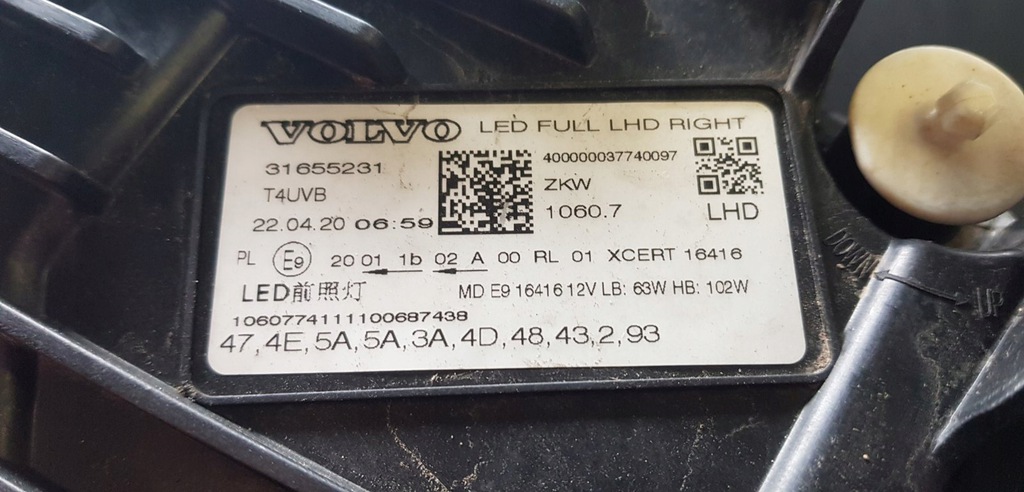 VOLVO LED FULL LHD RIGHT
31655231
T4UVB
22.04.20 06:59
400000037740097
ZKW
1060.7
LHD
PL E9 20 01 1b 02 A 00 RL 01 XCERT 16416
LED前照灯 MD E9 16416 12V LB: 63W HB: 102W
1060774111100687438
47,4E,5A,5A,3A,4D,48,43,2,93
DOWN
UP